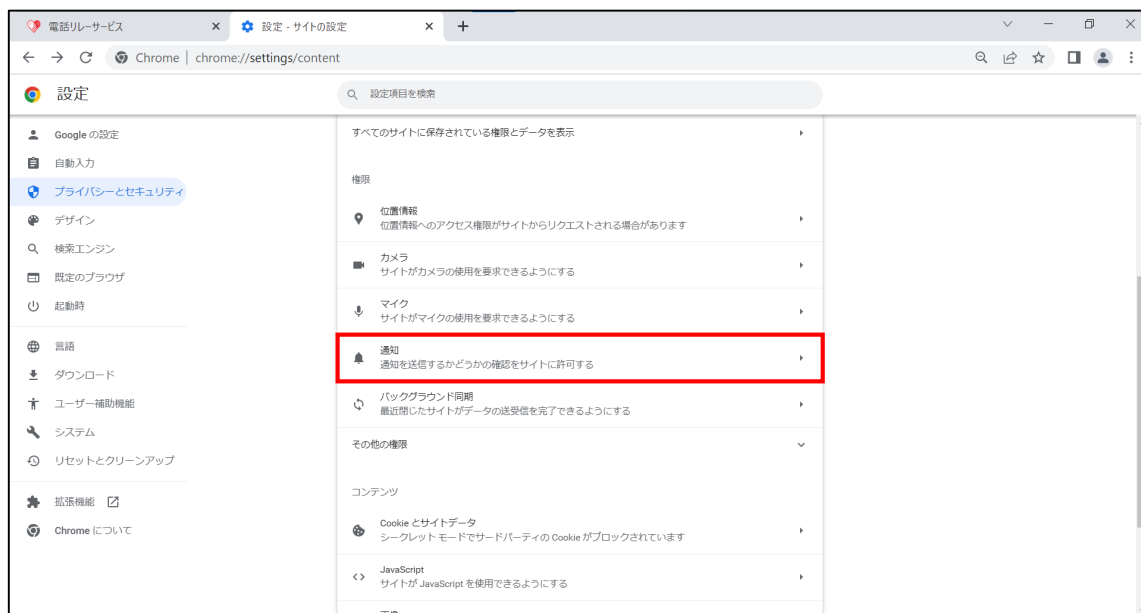 電話リレーサービス
設定 - サイトの設定
Chrome | chrome://settings/content
設定
設定項目を検索
Google の設定
自動入力
プライバシーとセキュリティ
デザイン
検索エンジン
既定のブラウザ
起動時
言語
ダウンロード
ユーザー補助機能
システム
リセットとクリーンアップ
拡張機能
Chrome について
すべてのサイトに保存されている権限とデータを表示
権限
位置情報
位置情報へのアクセス権限がサイトからリクエストされる場合があります
カメラ
サイトがカメラの使用を要求できるようにする
マイク
サイトがマイクの使用を要求できるようにする
通知
通知を送信するかどうかの確認をサイトに許可する
バックグラウンド同期
最近閉じたサイトがデータの送受信を完了できるようにする
その他の権限
コンテンツ
Cookie とサイトデータ
シークレット モードでサードパーティの Cookie がブロックされています
JavaScript
サイトが JavaScript を使用できるようにする